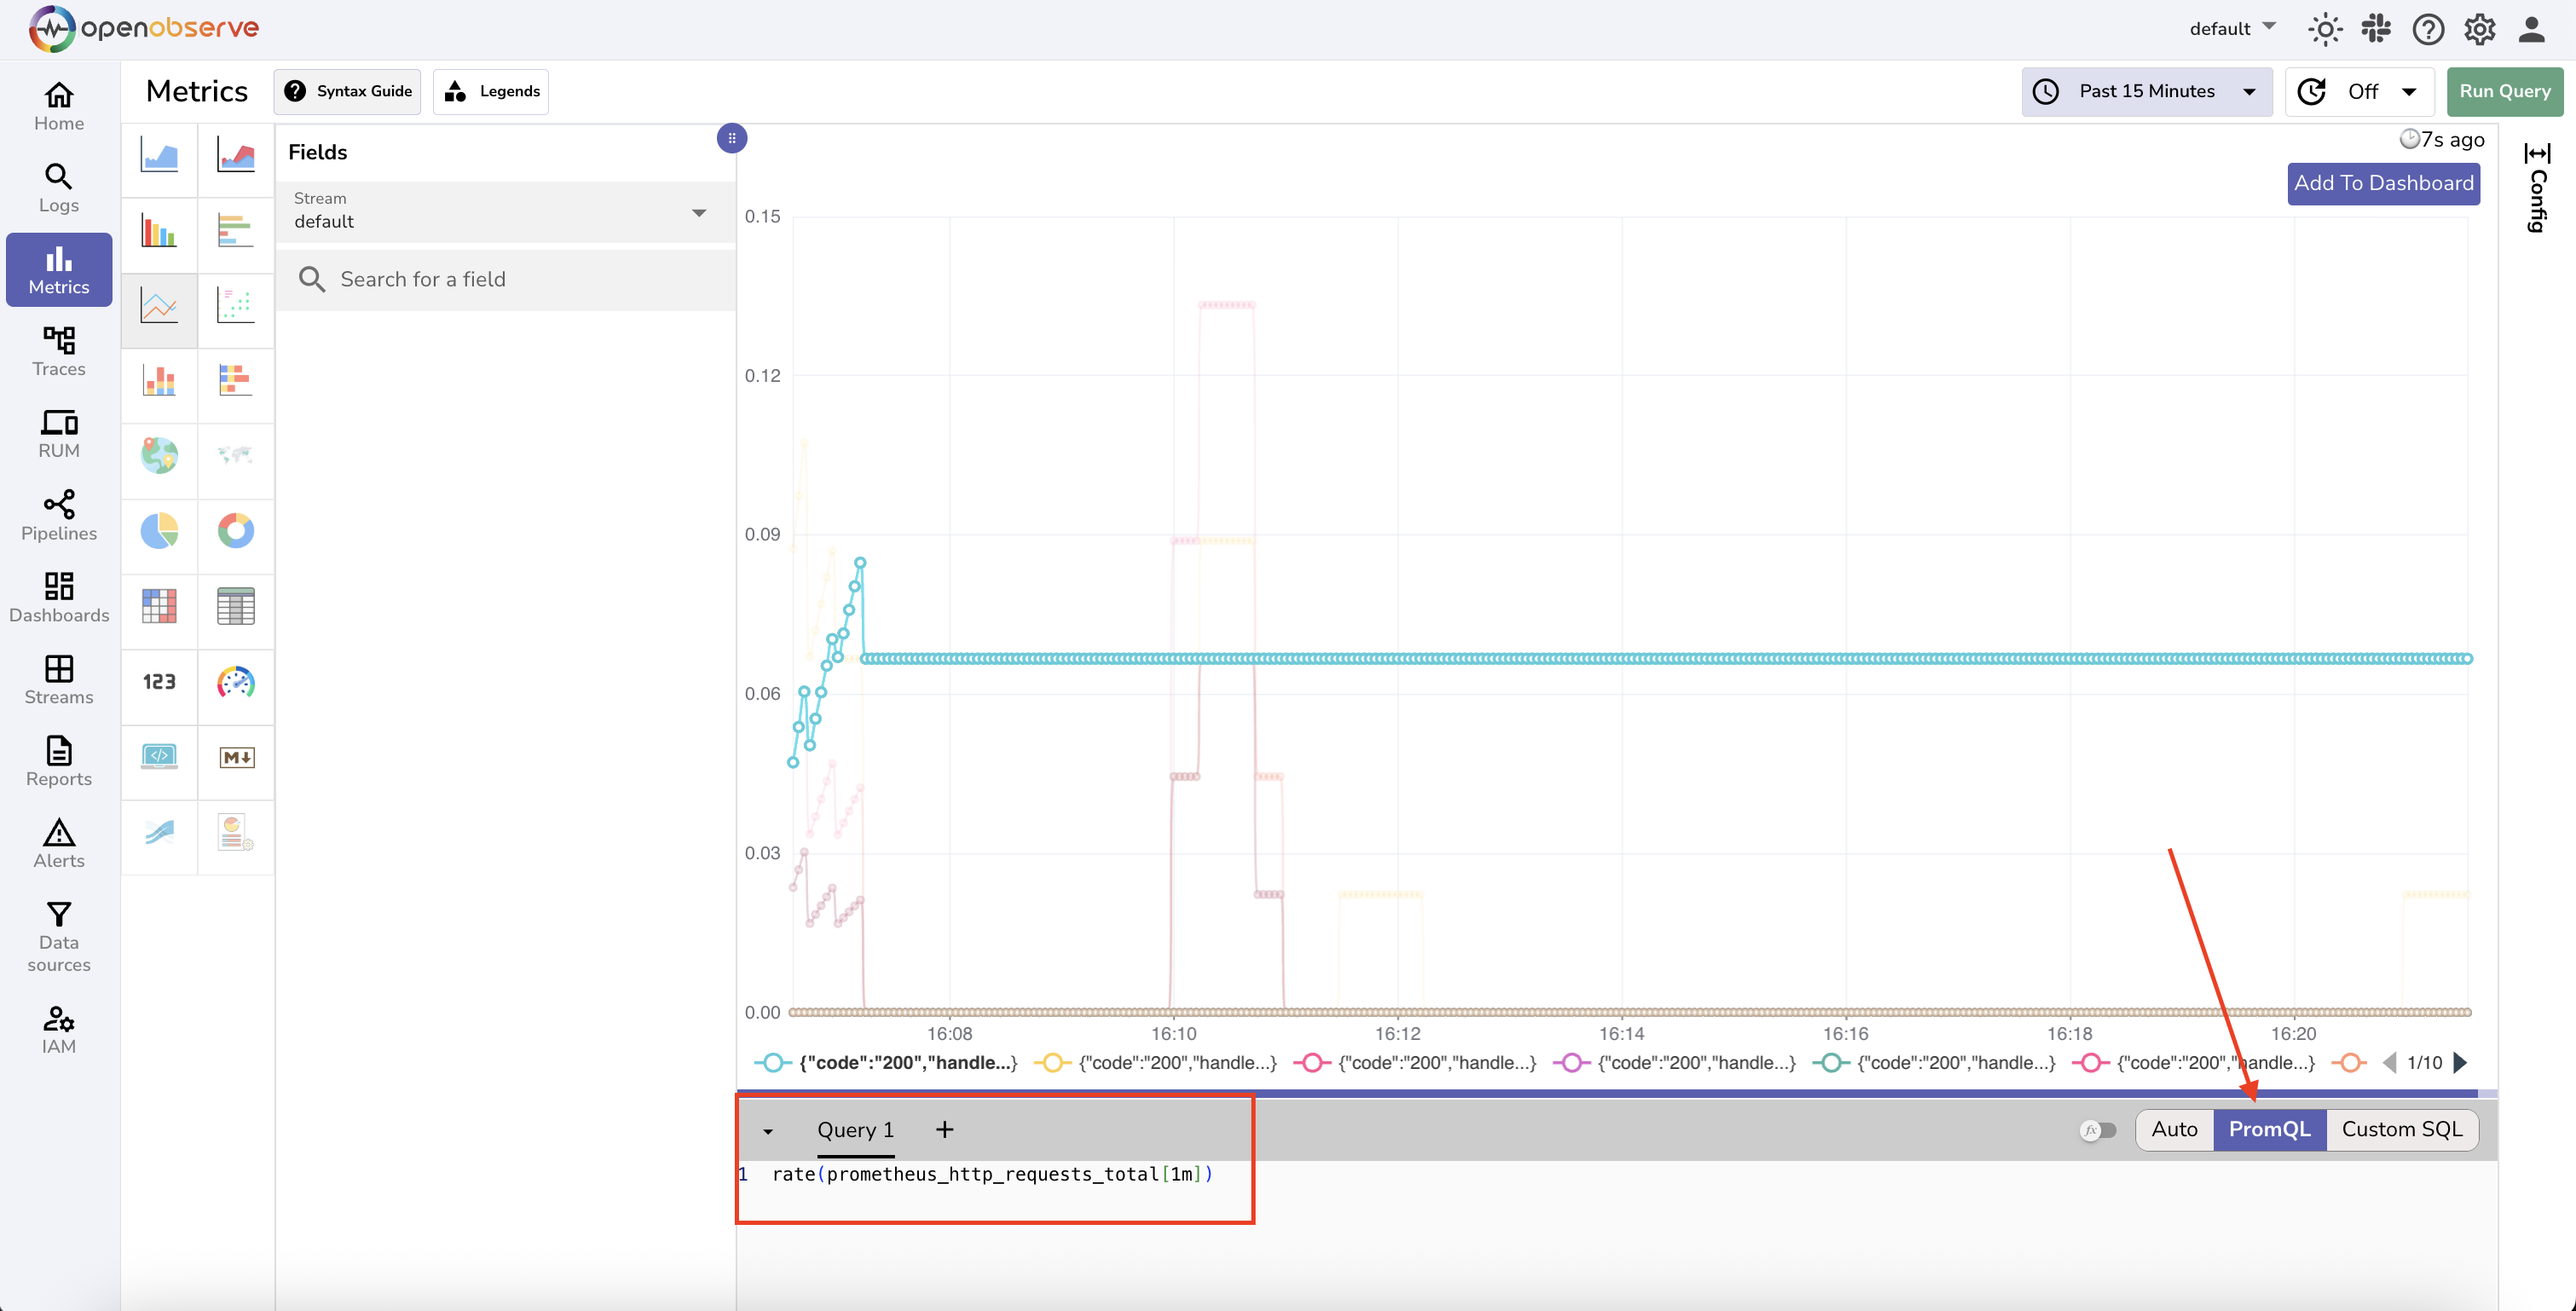 openobserve
default
Home
Logs
Metrics
Traces
RUM
Pipelines
Dashboards
Streams
Reports
Alerts
Data
sources
IAM
Metrics
Syntax Guide
Legends
Past 15 Minutes
Off
Run Query
123
M
Fields
Stream
default
Search for a field
7s ago
Add To Dashboard
Config
0.15
0.12
0.09
0.06
0.03
0.00
16:08 16:10 16:12 16:14 16:16 16:18 16:20
{"code":"200","handle...} {"code":"200","handle...} {"code":"200","handle...} {"code":"200","handle...} {"code":"200","handle...} {"code":"200","handle...} 1/10
Query 1 +
fx
Auto PromQL Custom SQL
1 rate(prometheus_http_requests_total[1m])